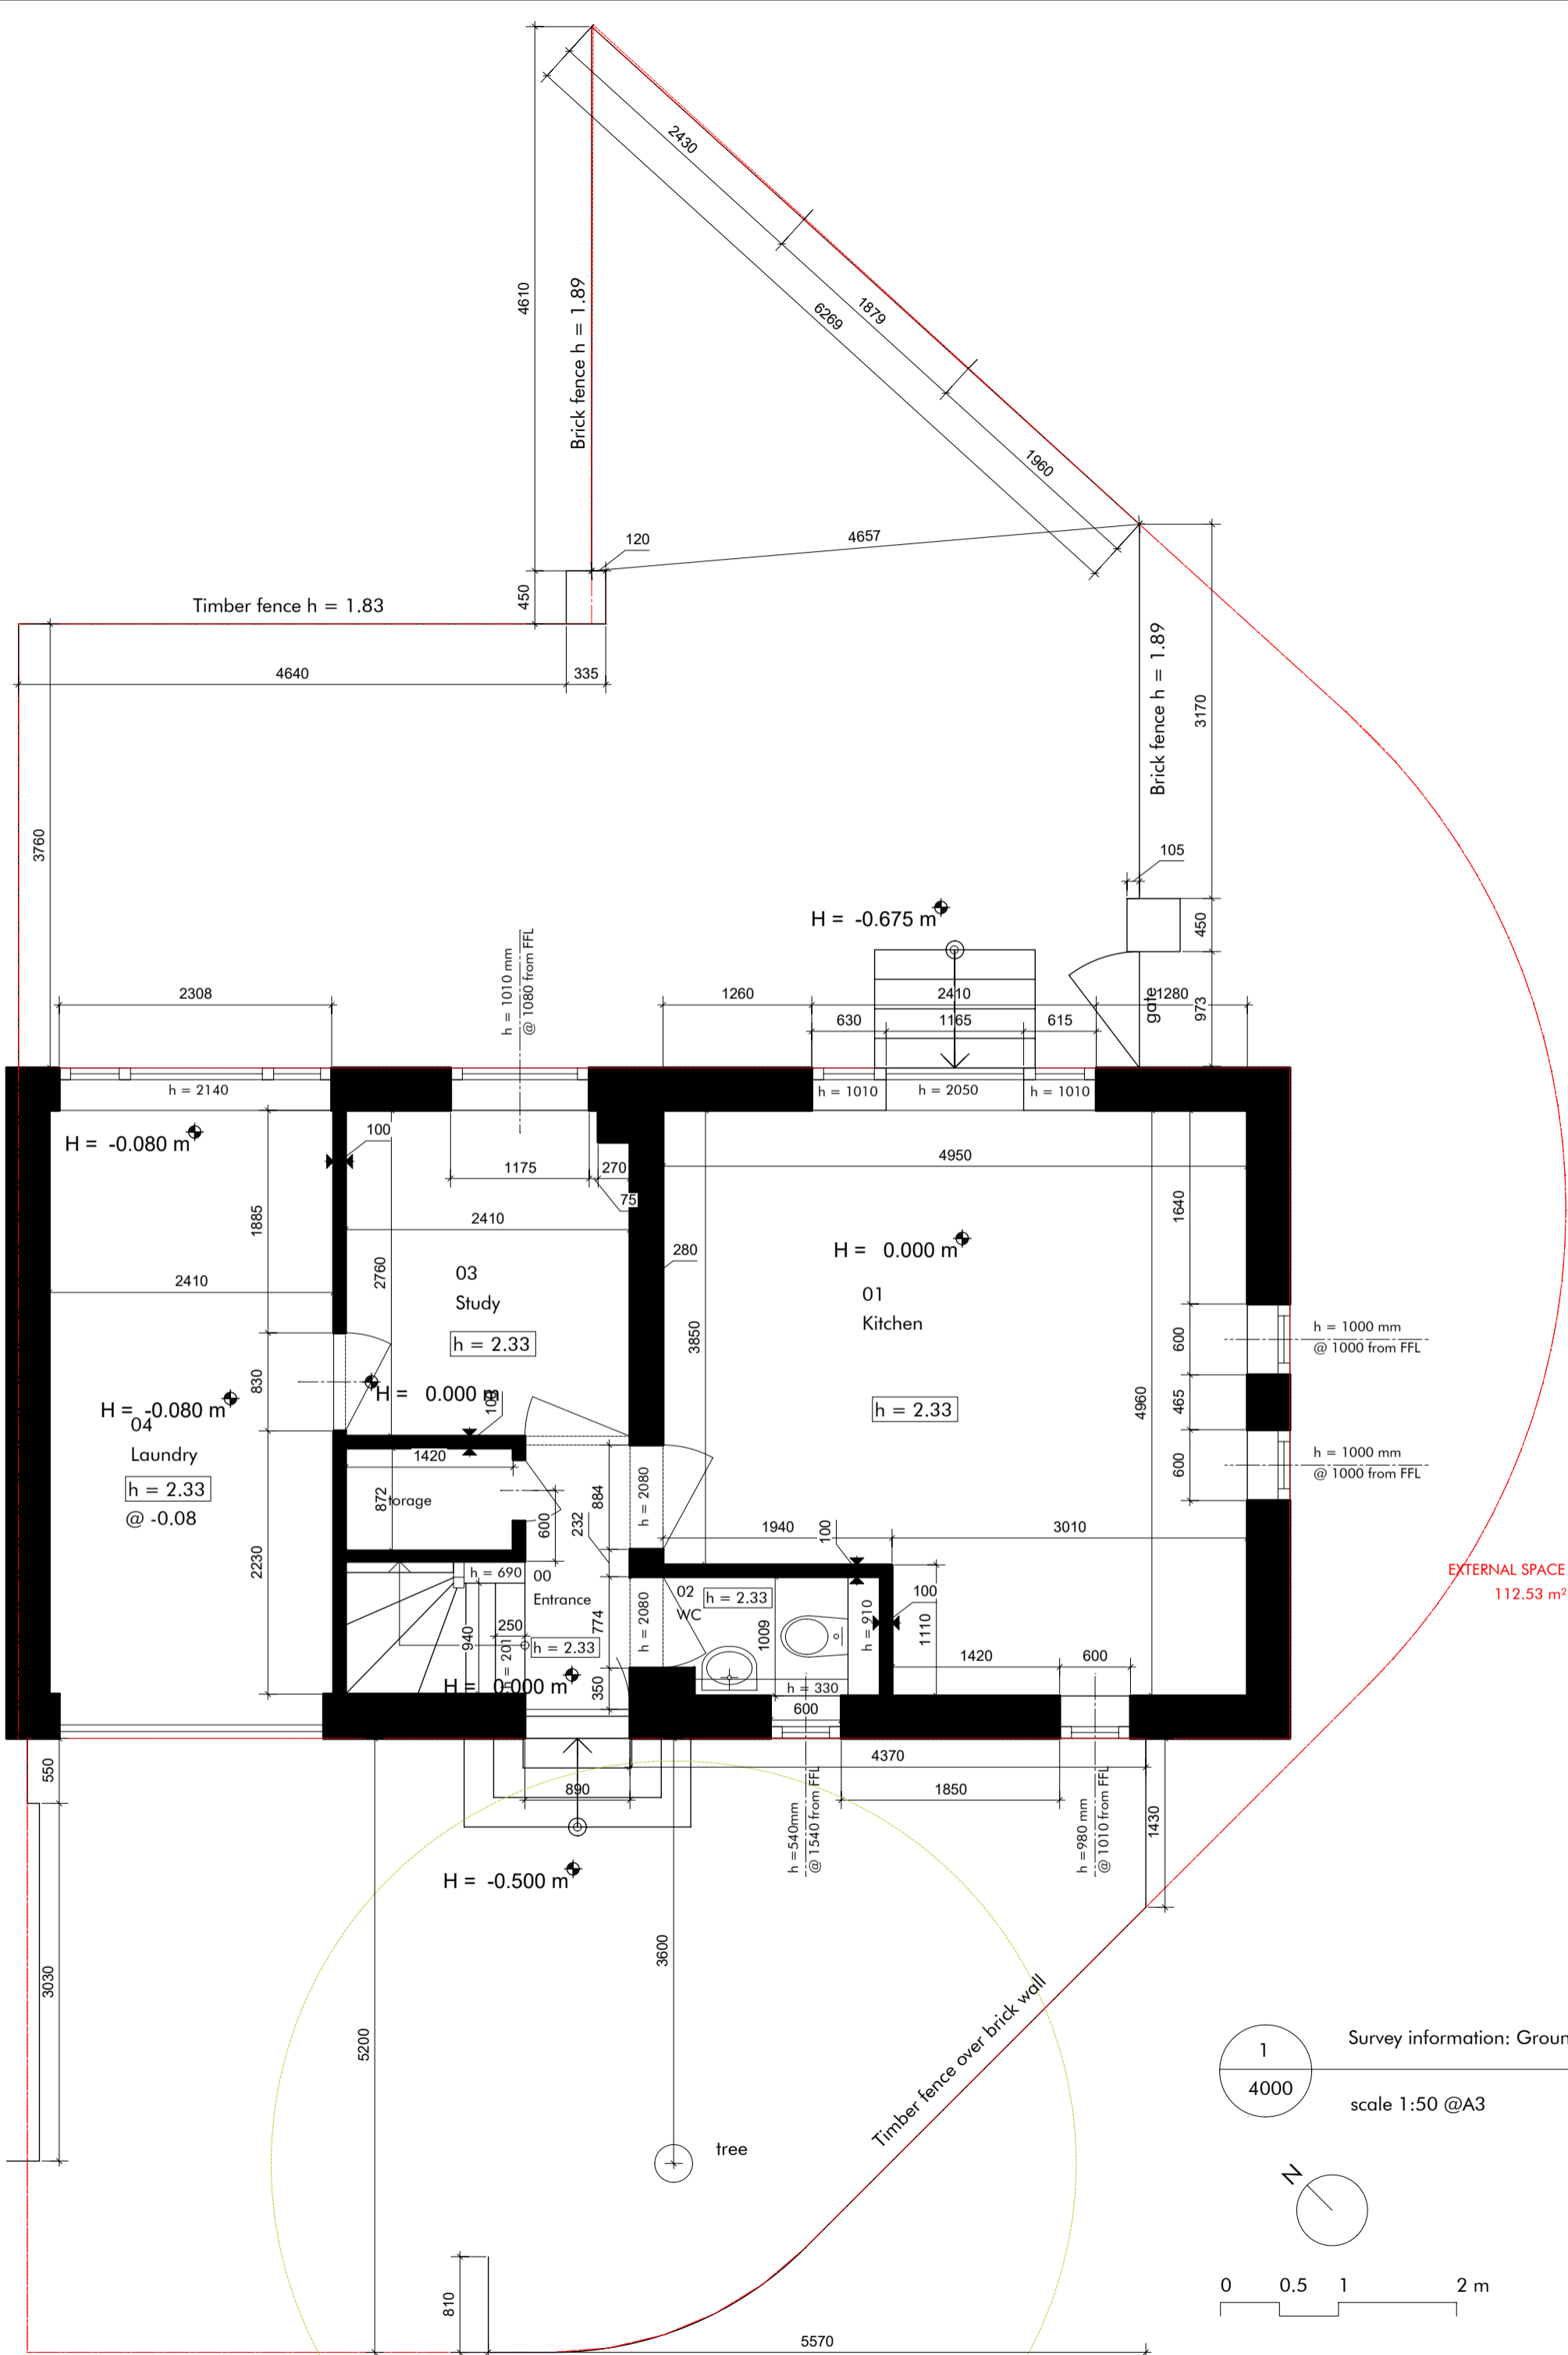 2430
4610
Brick fence h = 1.89
1879
6269
1960
4657
120
450
Timber fence h = 1.83
4640
335
3760
Brick fence h = 1.89
3170
105
450
H = -0.675 m
h = 1010 mm
@ 1080 from FFL
2308
1260
2410
1280
gate
973
630
1165
615
h = 2140
h = 1010
h = 2050
h = 1010
H = -0.080 m
100
4950
1175
270
75
1885
1640
2410
2760
280
H = 0.000 m
2410
03
Study
h = 2.33
01
Kitchen
3850
h = 1000 mm
@ 1000 from FFL
600
830
H = 0.000 m
H = -0.080 m
04
Laundry
h = 2.33
@ -0.08
h = 2.33
4960
465
1420
872
884
h = 2080
h = 1000 mm
@ 1000 from FFL
600
600
232
1940
100
3010
2230
h = 690
00
Entrance
02
WC
h = 2.33
h = 910
100
EXTERNAL SPACE
112.53 m²
250
940
h = 201
h = 2.33
774
h = 2080
1009
1110
1420
600
H = 0.000 m
350
h = 330
600
550
890
4370
1850
h =540mm
@ 1540 from FFL
h =980 mm
@ 1010 from FFL
1430
H = -0.500 m
3030
3600
5200
Timber fence over brick wall
tree
1
4000
Survey information: Groun
scale 1:50 @A3
N
0 0.5 1 2 m
810
5570